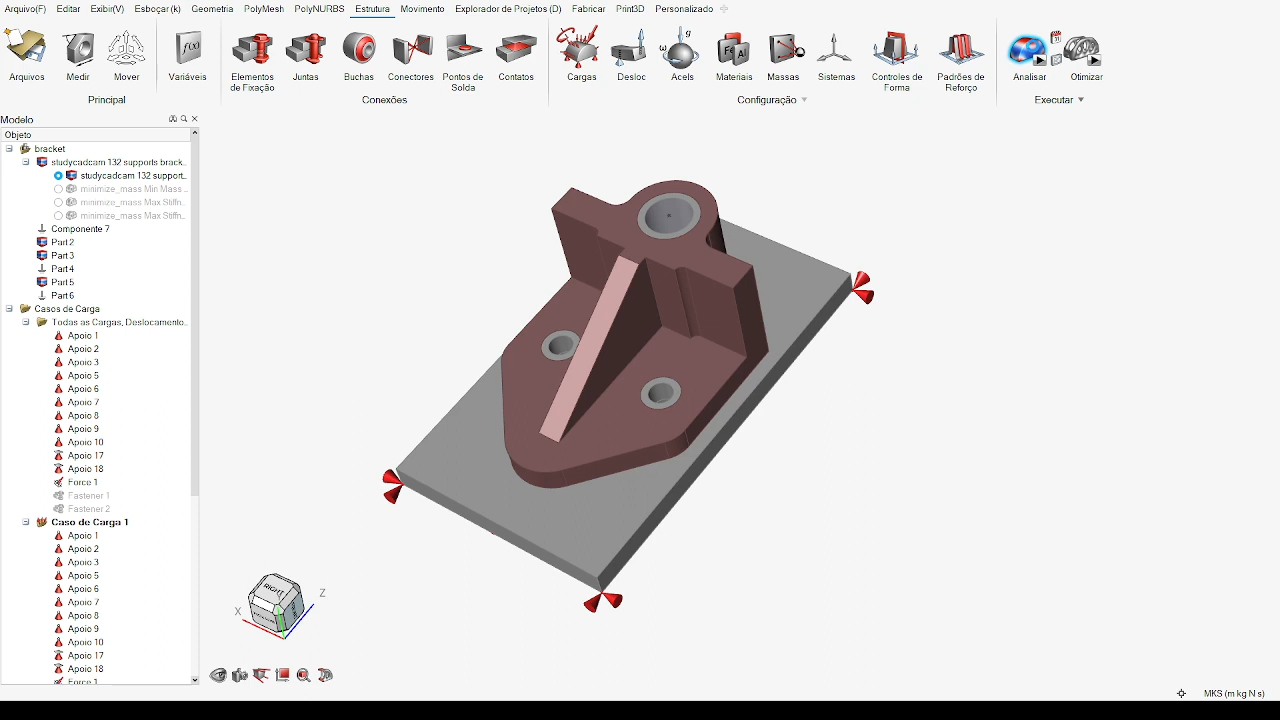 Arquivo(F) Editar Exibir(V) Esboçar (k) Geometria PolyMesh PolyNURBS Estrutura Movimento Explorador de Projetos (D) Fabricar Print3D Personalizado
Arquivos Medir Mover Variáveis Elementos de Fixação Juntas Buchas Conectores Pontos de Solda Contatos Cargas Desloc Acels Materiais Massas Sistemas Controles de Forma Padrões de Reforço Analisar Otimizar
Principal Conexões Configuração Executar
Modelo
Objeto
bracket
studycadcam 132 supports brack..
studycadcam 132 support..
minimize_mass Min Mass ..
minimize_mass Max Stiffn..
minimize_mass Max Stiffn..
Componente 7
Part 2
Part 3
Part 4
Part 5
Part 6
Casos de Carga
Todas as Cargas, Deslocamento..
Apoio 1
Apoio 2
Apoio 3
Apoio 5
Apoio 6
Apoio 7
Apoio 8
Apoio 9
Apoio 10
Apoio 17
Apoio 18
Force 1
Fastener 1
Fastener 2
Caso de Carga 1
Apoio 1
Apoio 2
Apoio 3
Apoio 5
Apoio 6
Apoio 7
Apoio 8
Apoio 9
Apoio 10
Apoio 17
Apoio 18
Force 1
RIGHT
X
Z
MKS (m kg N s)